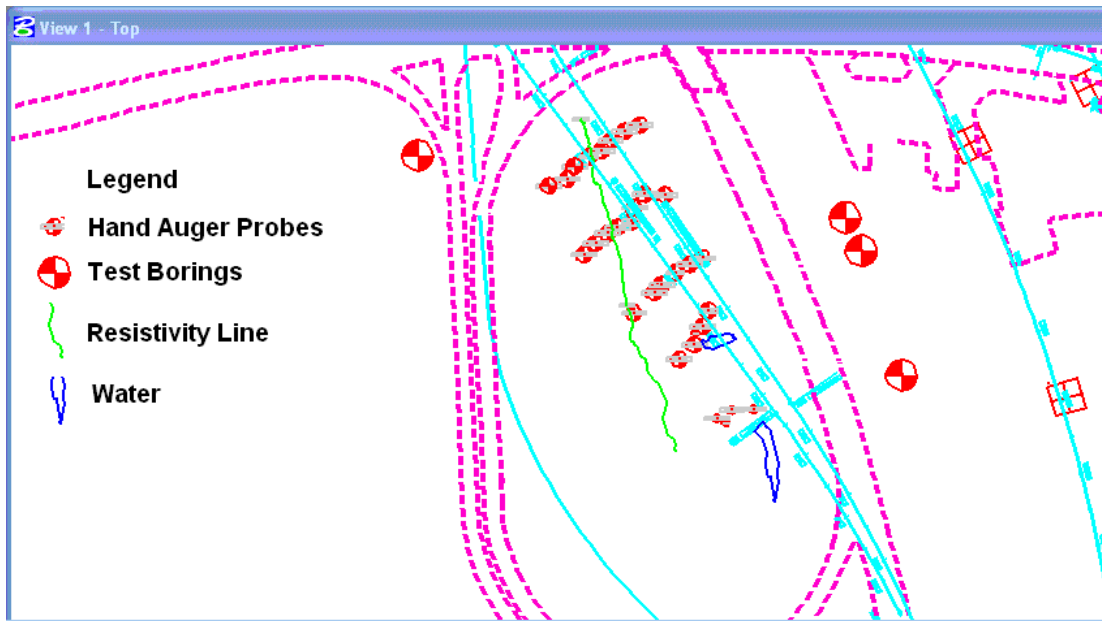 View 1 - Top
Legend
Hand Auger Probes
Test Borings
Resistivity Line
Water